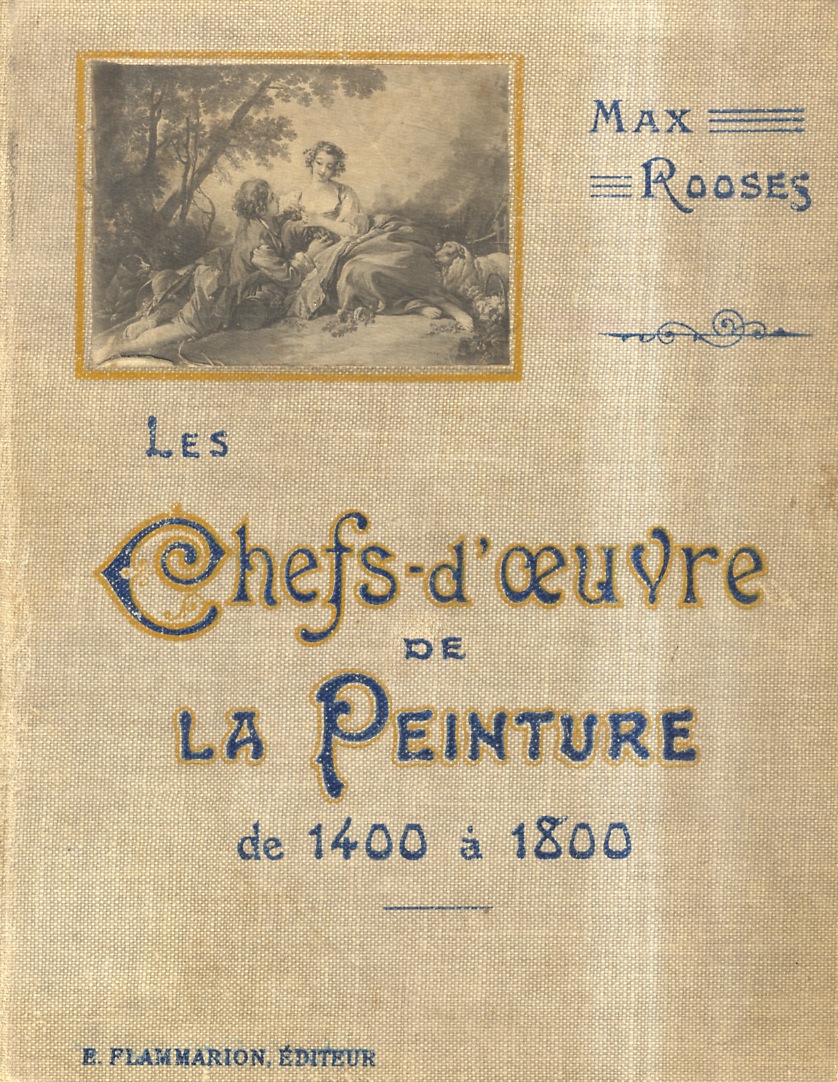 Max
Rooses
Les
Chefs-d'œuvre
de
la Peinture
de 1400 à 1800
E. FLAMMARION, ÉDITEUR